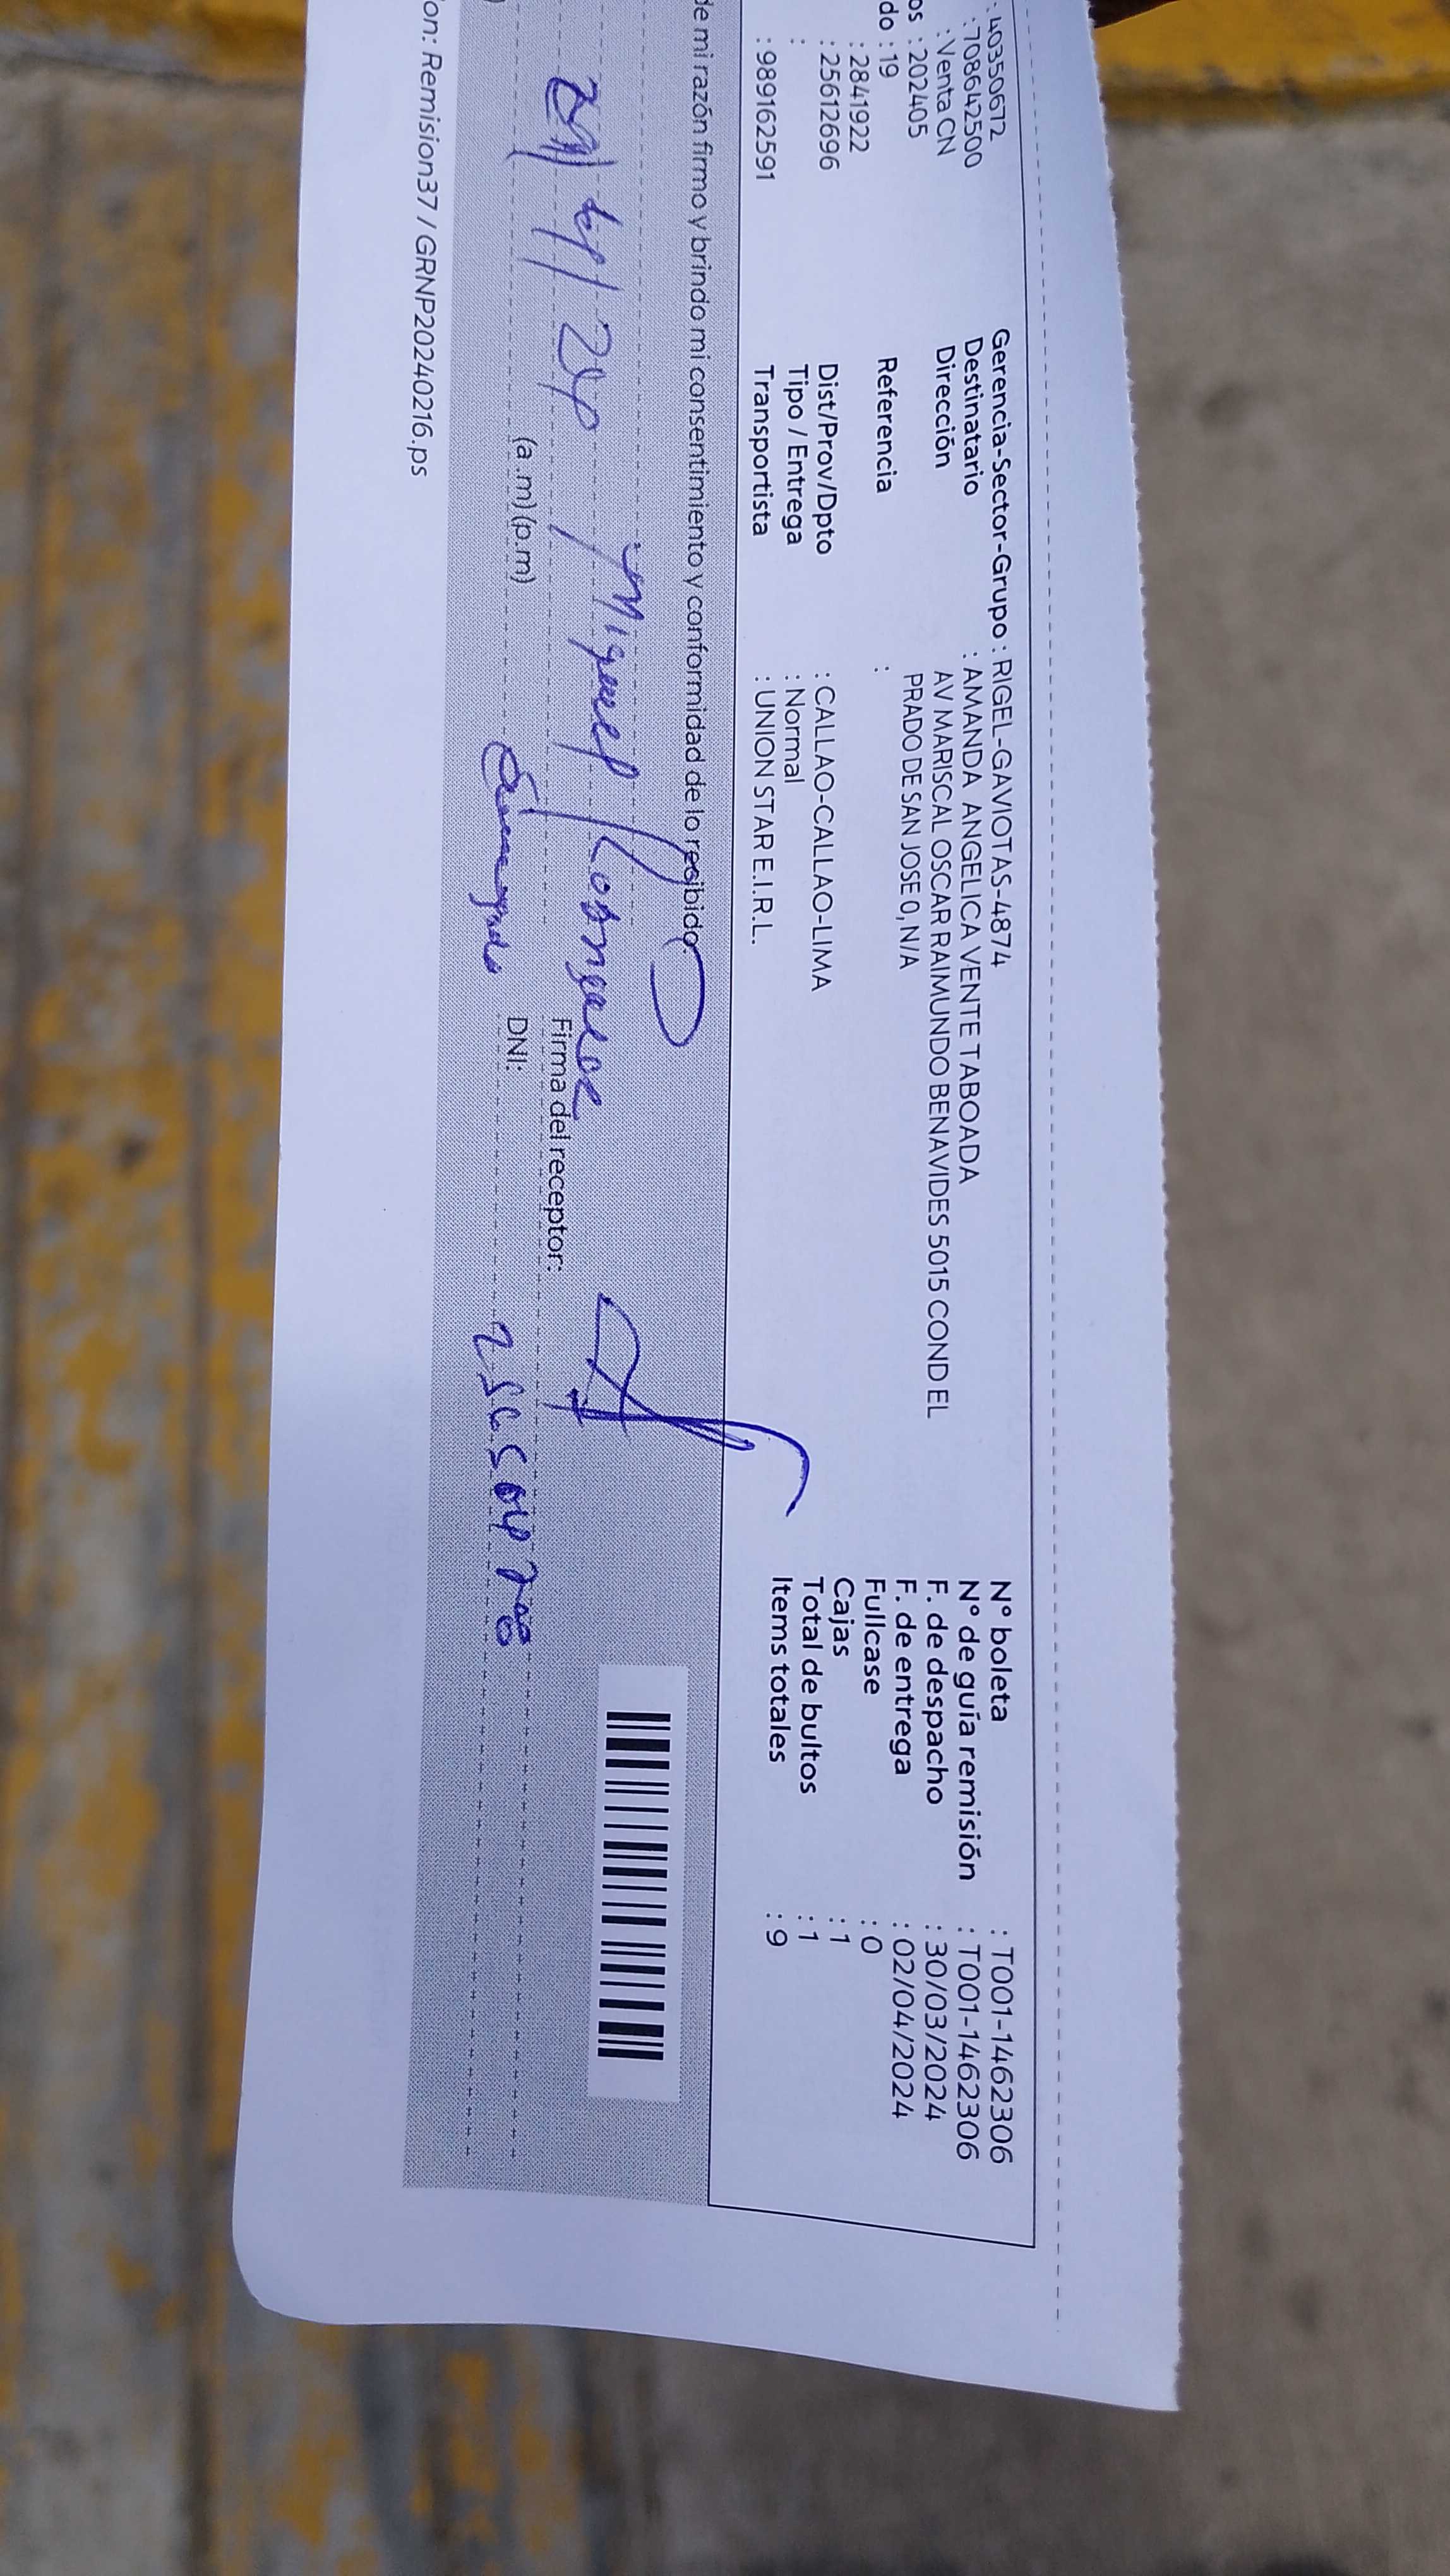 : 40350672 Gerencia-Sector-Grupo : RIGEL-GAVIOTAS-4874 N° boleta : T001-1462306
: 708642500 Destinatario : AMANDA ANGELICA VENTE TABOADA N° de guía remisión : T001-1462306
: Venta CN Dirección AV MARISCAL OSCAR RAIMUNDO BENAVIDES 5015 COND EL F. de despacho : 30/03/2024
os : 202405 PRADO DE SAN JOSE 0, N/A F. de entrega : 02/04/2024
do : 19 Referencia : Fullcase : 0
: 2841922 Cajas : 1
: 25612696 Dist/Prov/Dpto : CALLAO-CALLAO-LIMA Total de bultos : 1
: Tipo / Entrega : Normal Items totales : 9
: 989162591 Transportista : UNION STAR E.I.R.L.
de mi razón firmo y brindo mi consentimiento y conformidad de lo recibido.
Miguel
Firma del receptor:
(a.m) (p.m) DNI:
on: Remision37 / GRNP20240216.ps